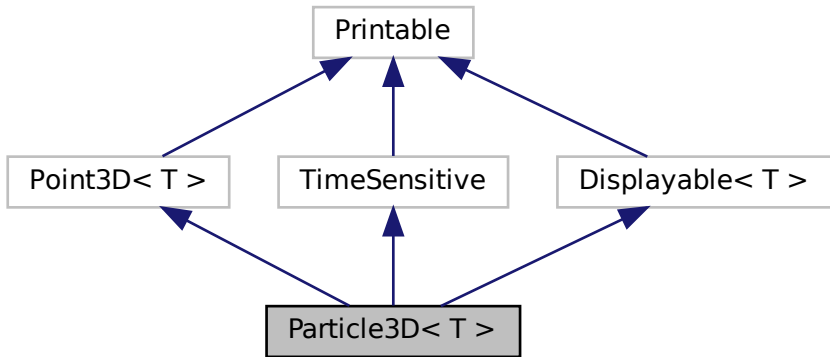 Printable
Point3D< T >
TimeSensitive
Displayable< T >
Particle3D< T >